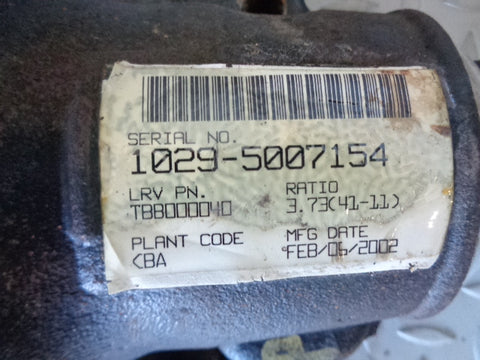 SERIAL NO.
1029-5007154
LRV PN. RATIO
TBB000040 3.73(41-11)
PLANT CODE MFG DATE
<BA FEB/06/2002